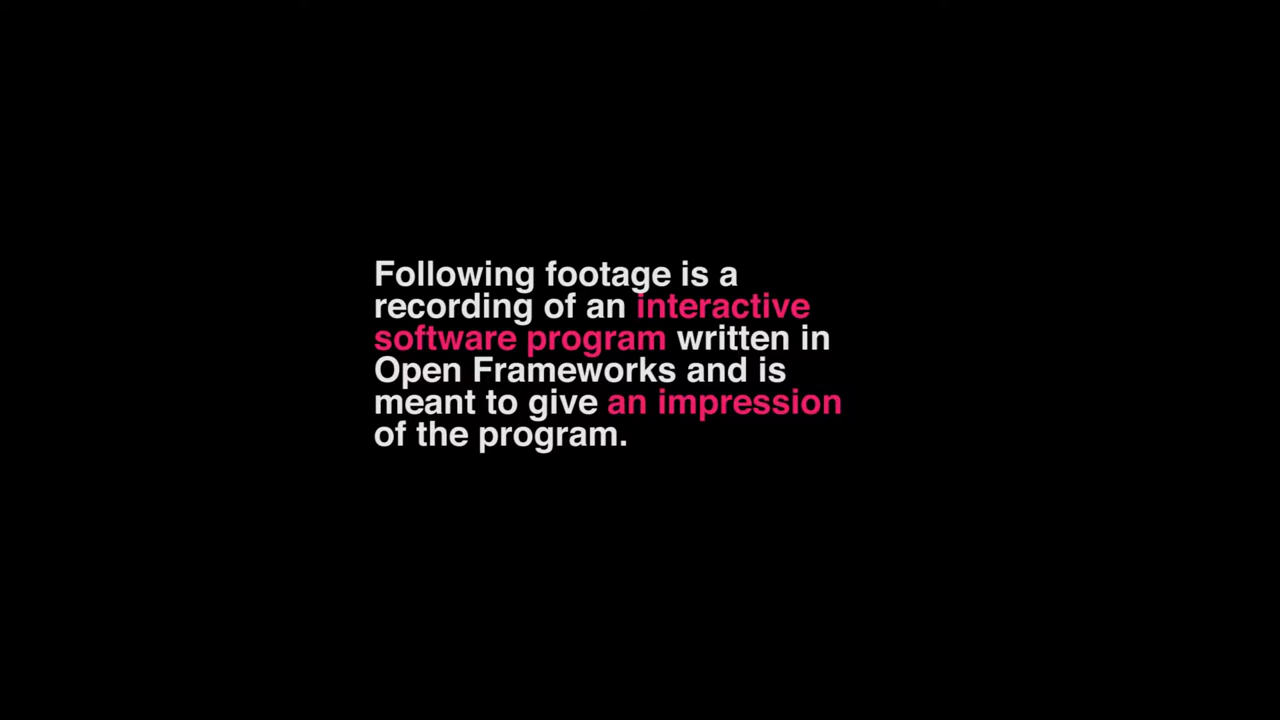 Following footage is a
recording of an interactive
software program written in
Open Frameworks and is
meant to give an impression
of the program.